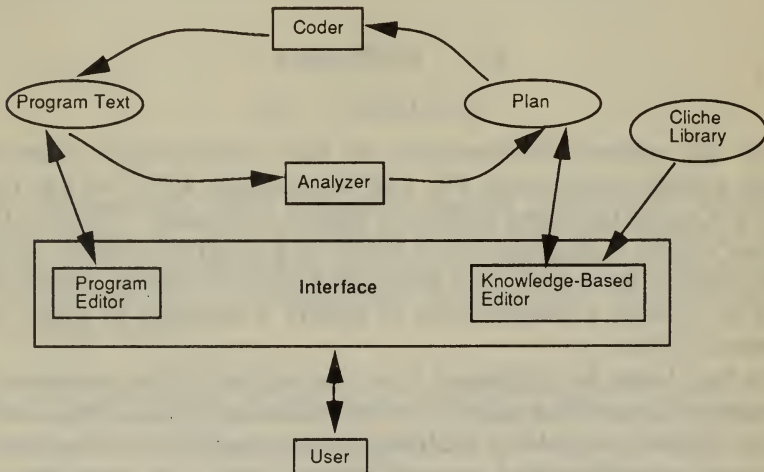 Coder
Program Text
Plan
Cliche
Library
Analyzer
Program
Editor
Interface
Knowledge-Based
Editor
User